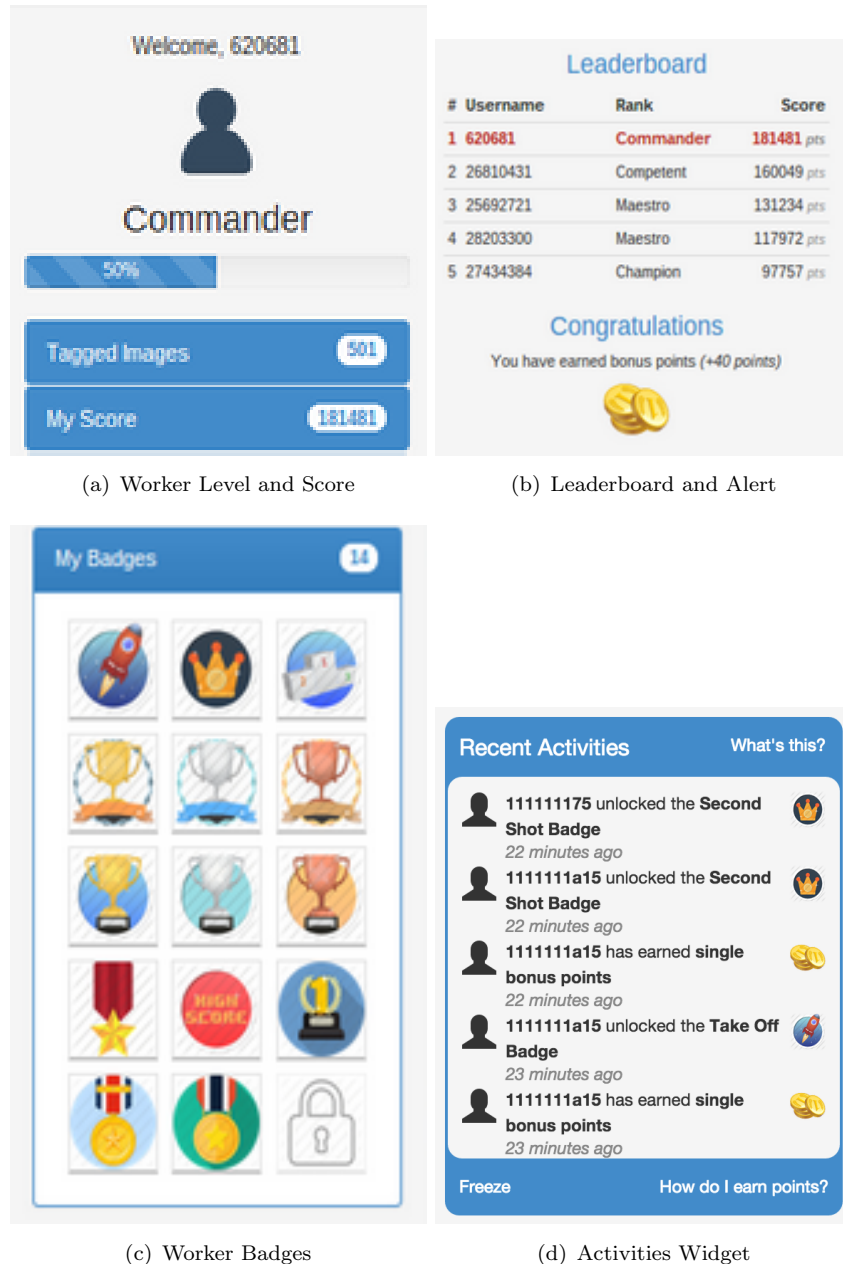 Welcome, 620681
Commander
50%
Tagged Images 501
My Score 181481
(a) Worker Level and Score
Leaderboard
# Username Rank Score
1 620681 Commander 181481 pts
2 26810431 Competent 160049 pts
3 25692721 Maestro 131234 pts
4 28203300 Maestro 117972 pts
5 27434384 Champion 97757 pts
Congratulations
You have earned bonus points (+40 points)
(b) Leaderboard and Alert
My Badges 14
1
2 3
HIGH
SCORE
1
(c) Worker Badges
Recent Activities What's this?
111111175 unlocked the Second
Shot Badge
22 minutes ago
1111111a15 unlocked the Second
Shot Badge
22 minutes ago
1111111a15 has earned single
bonus points
22 minutes ago
1111111a15 unlocked the Take Off
Badge
23 minutes ago
1111111a15 has earned single
bonus points
23 minutes ago
Freeze How do I earn points?
(d) Activities Widget